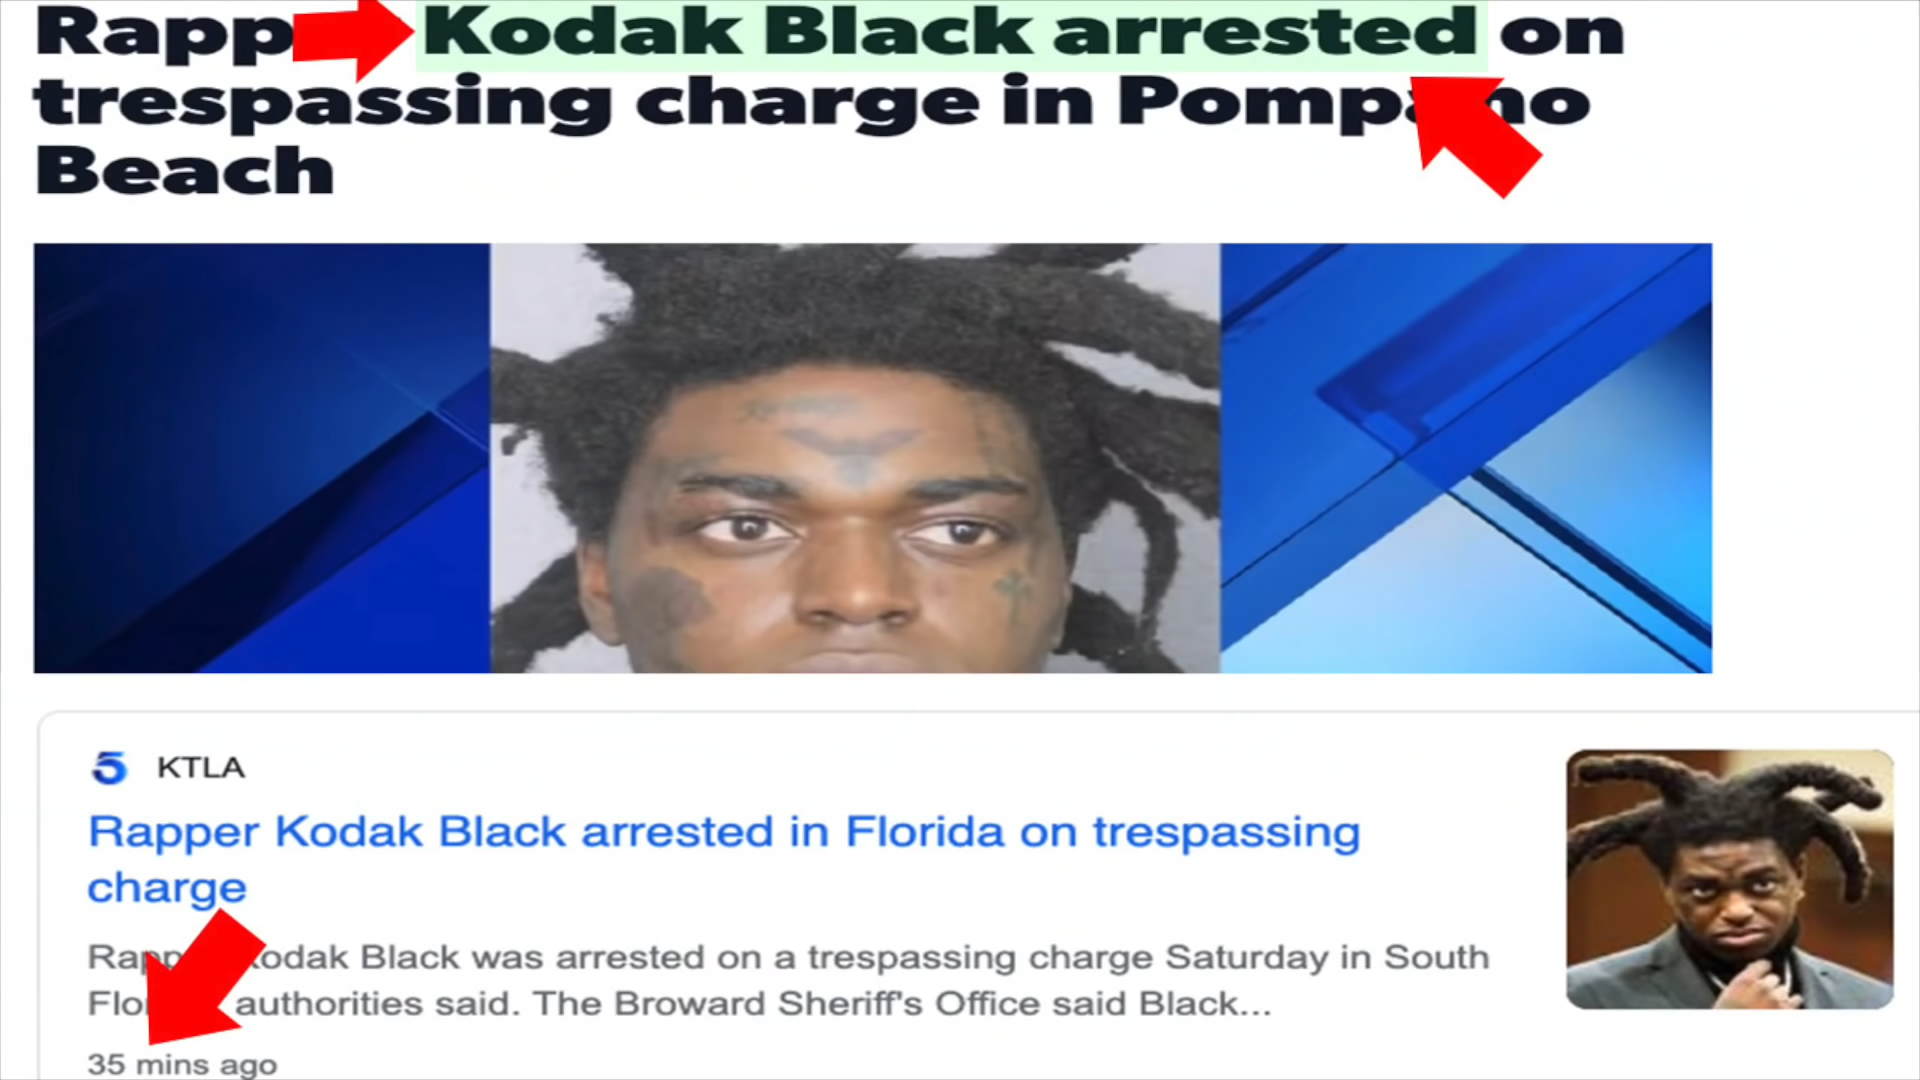 Rapp Kodak Black arrested on
trespassing charge in Pomp no
Beach
5 KTLA
Rapper Kodak Black arrested in Florida on trespassing
charge
Rapp odak Black was arrested on a trespassing charge Saturday in South
Flo authorities said. The Broward Sheriff's Office said Black...
35 mins ago